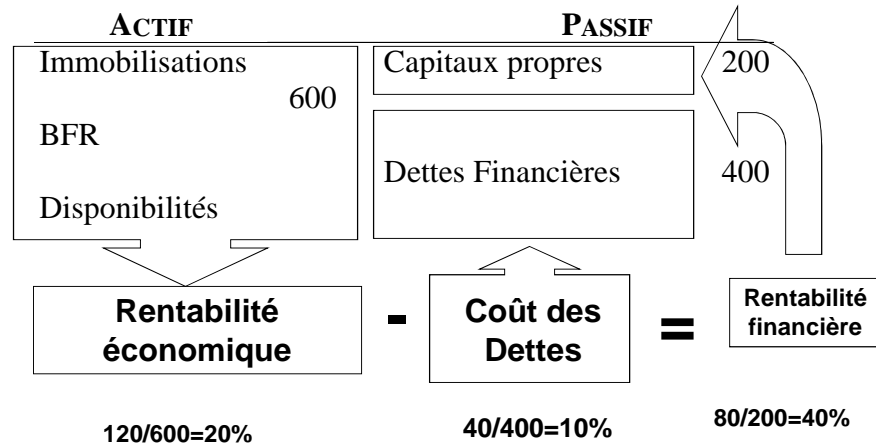 ACTIF PASSIF
Immobilisations Capitaux propres 200
600
BFR
Dettes Financières 400
Disponibilités
Rentabilité
économique
-
Coût des
Dettes
=
Rentabilité
financière
120/600=20% 40/400=10% 80/200=40%